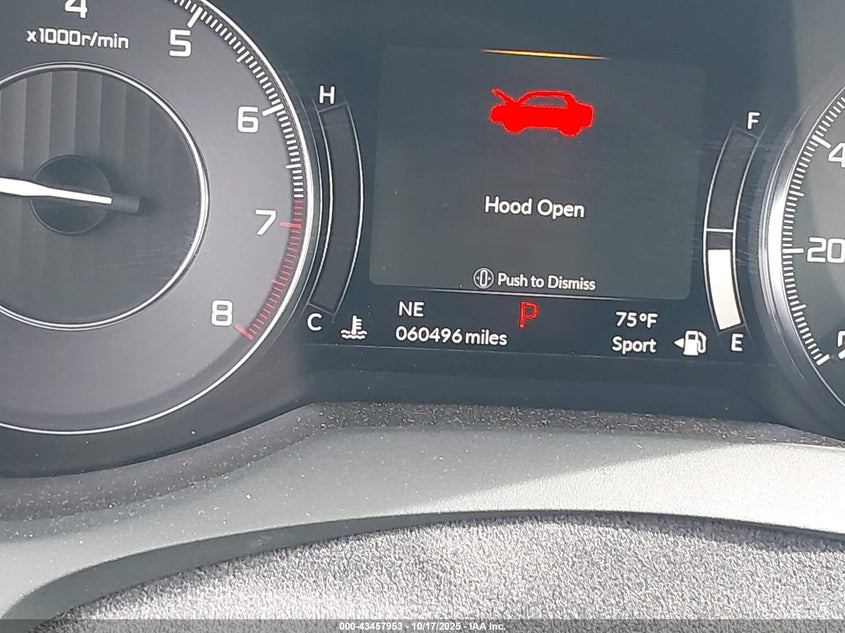 4
x1000r/min
5
6
7
8
H
C
Hood Open
Push to Dismiss
NE
P
75°F
060496 miles
Sport
F
E
4
20
000-43457953 - 10/17/2025 - IAA Inc.